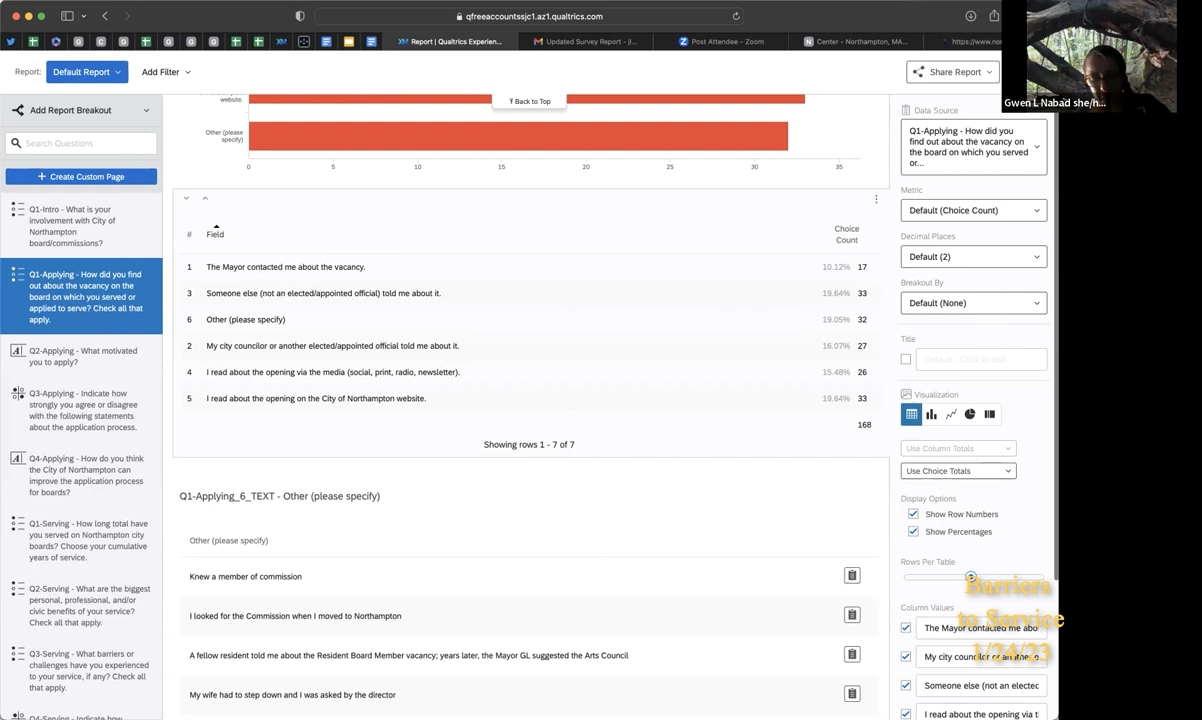 qfreeaccountssjc1.az1.qualtrics.com
Report | Qualtrics Experien...
Updated Survey Report - jl...
Post Attendee - Zoom
Center - Northampton, MA...
Report:
Default Report
Add Filter
Share Report
Gwen L Nabad she/h...
Add Report Breakout
Search Questions
+ Create Custom Page
Q1-Intro - What is your
involvement with City of
Northampton
board/commissions?
Q1-Applying - How did you find
out about the vacancy on the
board on which you served or
applied to serve? Check all that
apply.
Q2-Applying - What motivated
you to apply?
Q3-Applying - Indicate how
strongly you agree or disagree
with the following statements
about the application process.
Q4-Applying - How do you think
the City of Northampton can
improve the application process
for boards?
Q1-Serving - How long total have
you served on Northampton city
boards? Choose your cumulative
years of service.
Q2-Serving - What are the biggest
personal, professional, and/or
civic benefits of your service?
Check all that apply.
Q3-Serving - What barriers or
challenges have you experienced
to your service, if any? Check all
that apply.
Q4-Serving - Indicate how
website.
Back to Top
Other (please
specify)
0 5 10 15 20 25 30 35
# Field Choice
Count
1 The Mayor contacted me about the vacancy. 10.12% 17
3 Someone else (not an elected/appointed official) told me about it. 19.64% 33
6 Other (please specify) 19.05% 32
2 My city councilor or another elected/appointed official told me about it. 16.07% 27
4 I read about the opening via the media (social, print, radio, newsletter). 15.48% 26
5 I read about the opening on the City of Northampton website. 19.64% 33
168
Showing rows 1 - 7 of 7
Q1-Applying_6_TEXT - Other (please specify)
Other (please specify)
Knew a member of commission
I looked for the Commission when I moved to Northampton
A fellow resident told me about the Resident Board Member vacancy; years later, the Mayor GL suggested the Arts Council
My wife had to step down and I was asked by the director
Data Source
Q1-Applying - How did you
find out about the vacancy on
the board on which you served
or...
Metric
Default (Choice Count)
Decimal Places
Default (2)
Breakout By
Default (None)
Title
Default: Click to edit
Visualization
Use Column Totals
Use Choice Totals
Display Options
Show Row Numbers
Show Percentages
Rows Per Table
Column Values
The Mayor contacted me abo
My city councilor or another e
Someone else (not an elected
I read about the opening via t
Barriers
to Service
1/24/23